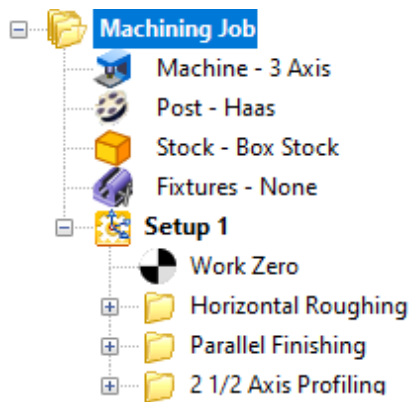 Machining Job
Machine - 3 Axis
Post - Haas
Stock - Box Stock
Fixtures - None
Setup 1
Work Zero
Horizontal Roughing
Parallel Finishing
2 1/2 Axis Profiling